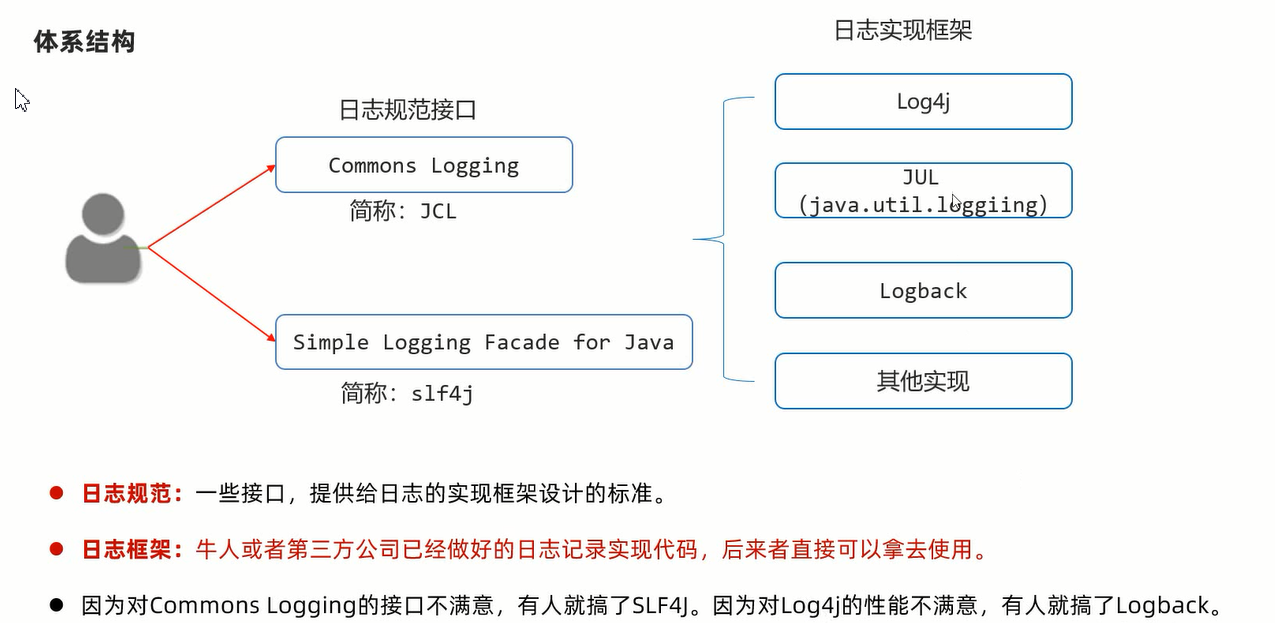 体系结构
日志规范接口
Commons Logging
简称：JCL
Simple Logging Facade for Java
简称：slf4j
日志实现框架
Log4j
JUL
（java.util.loggiing）
Logback
其他实现
日志规范：一些接口，提供给日志的实现框架设计的标准。
日志框架：牛人或者第三方公司已经做好的日志记录实现代码，后来者直接可以拿去使用。
因为对Commons Logging的接口不满意，有人就搞了SLF4J。因为对Log4j的性能不满意，有人就搞了Logback。